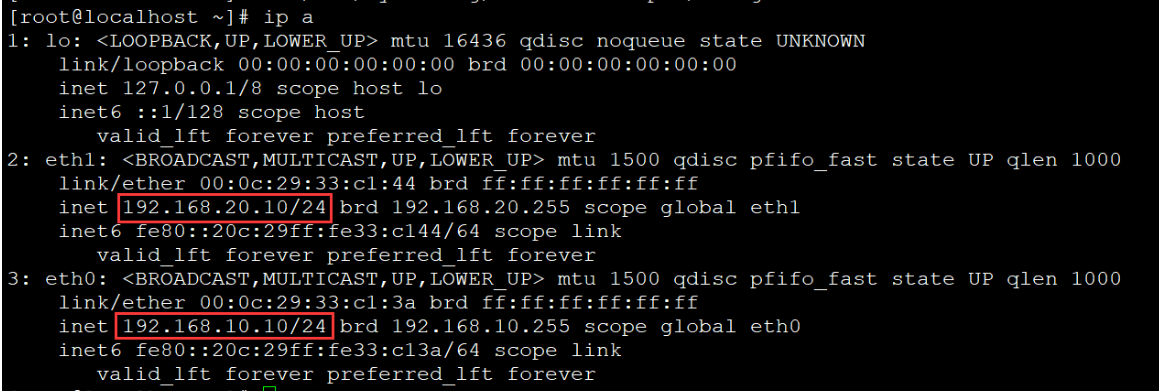 [root@localhost ~]# ip a
1: lo: <LOOPBACK,UP,LOWER_UP> mtu 16436 qdisc noqueue state UNKNOWN
link/loopback 00:00:00:00:00:00 brd 00:00:00:00:00:00
inet 127.0.0.1/8 scope host lo
inet6 ::1/128 scope host
valid_lft forever preferred_lft forever
2: eth1: <BROADCAST,MULTICAST,UP,LOWER_UP> mtu 1500 qdisc pfifo_fast state UP qlen 1000
link/ether 00:0c:29:33:c1:44 brd ff:ff:ff:ff:ff:ff
inet 192.168.20.10/24 brd 192.168.20.255 scope global eth1
inet6 fe80::20c:29ff:fe33:c144/64 scope link
valid_lft forever preferred_lft forever
3: eth0: <BROADCAST,MULTICAST,UP,LOWER_UP> mtu 1500 qdisc pfifo_fast state UP qlen 1000
link/ether 00:0c:29:33:c1:3a brd ff:ff:ff:ff:ff:ff
inet 192.168.10.10/24 brd 192.168.10.255 scope global eth0
inet6 fe80::20c:29ff:fe33:c13a/64 scope link
valid_lft forever preferred_lft forever